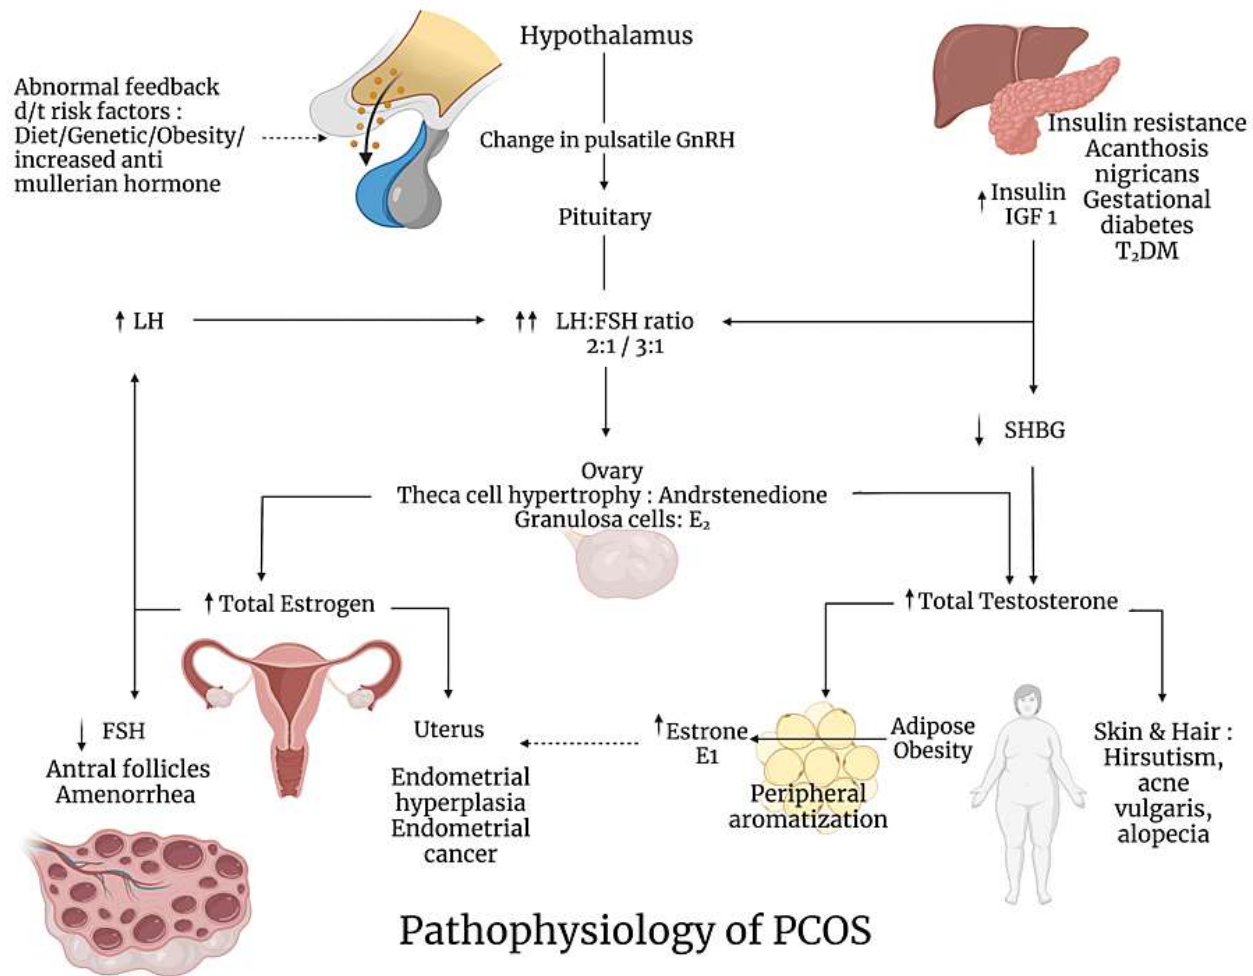 Hypothalamus
Abnormal feedback
d/t risk factors :
Diet/Genetic/Obesity/
increased anti
mullerian hormone
Change in pulsatile GnRH
Pituitary
Insulin resistance
Acanthosis
nigricans
Gestational
diabetes
T₂DM
↑ Insulin
IGF 1
↑ LH
↑↑ LH:FSH ratio
2:1 / 3:1
↓ SHBG
Ovary
Theca cell hypertrophy : Andrstenedione
Granulosa cells: E₂
↑ Total Estrogen
↑ Total Testosterone
↓ FSH
Antral follicles
Amenorrhea
Uterus
Endometrial
hyperplasia
Endometrial
cancer
↑ Estrone
E1
Adipose
Obesity
Peripheral
aromatization
Skin & Hair :
Hirsutism,
acne
vulgaris,
alopecia
Pathophysiology of PCOS